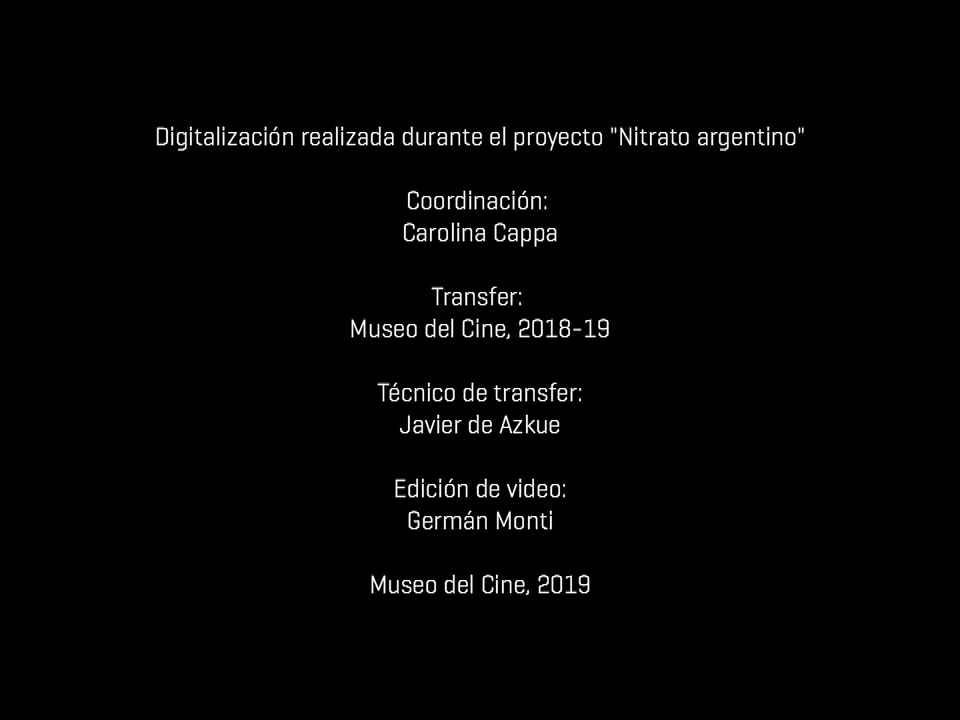 Digitalización realizada durante el proyecto "Nitrato argentino"
Coordinación:
Carolina Cappa
Transfer:
Museo del Cine, 2018-19
Técnico de transfer:
Javier de Azkue
Edición de video:
Germán Monti
Museo del Cine, 2019